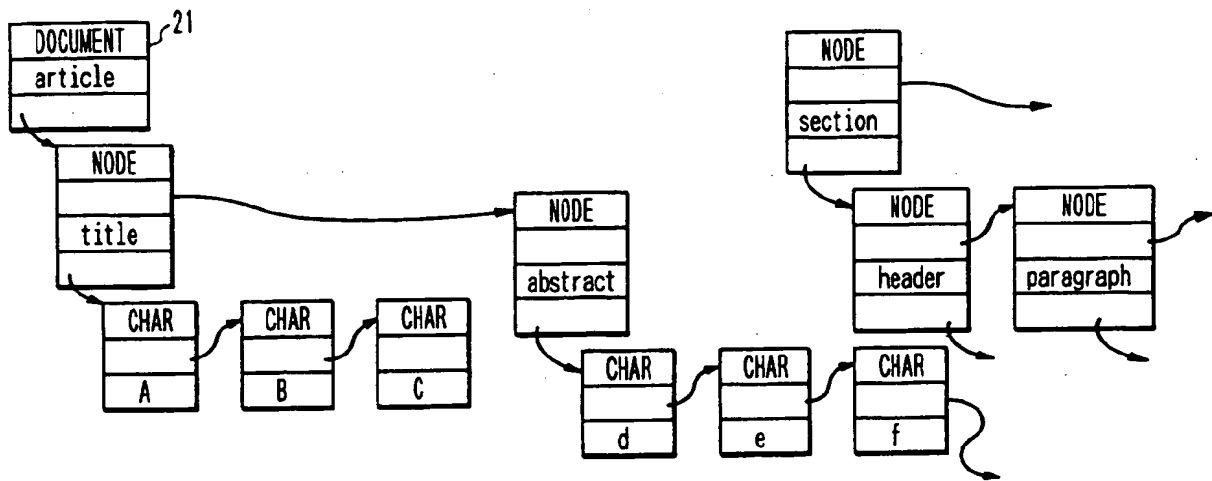 DOCUMENT
21
article
NODE
title
CHAR
A
CHAR
B
CHAR
C
NODE
abstract
CHAR
d
CHAR
e
CHAR
f
NODE
section
NODE
header
NODE
paragraph